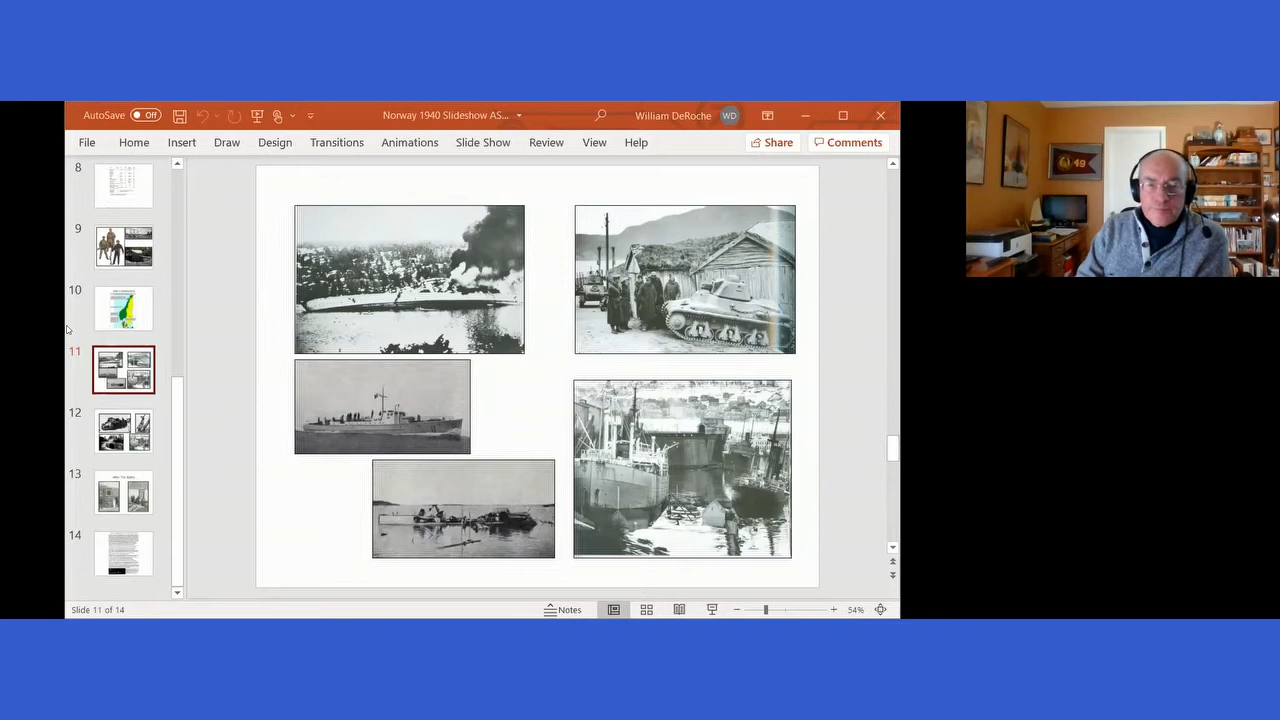 AutoSave Off Norway 1940 Slideshow AS... William DeRoche WD
File Home Insert Draw Design Transitions Animations Slide Show Review View Help Share Comments
8
9
10
11
12
13
14
49
Slide 11 of 14 Notes 54%